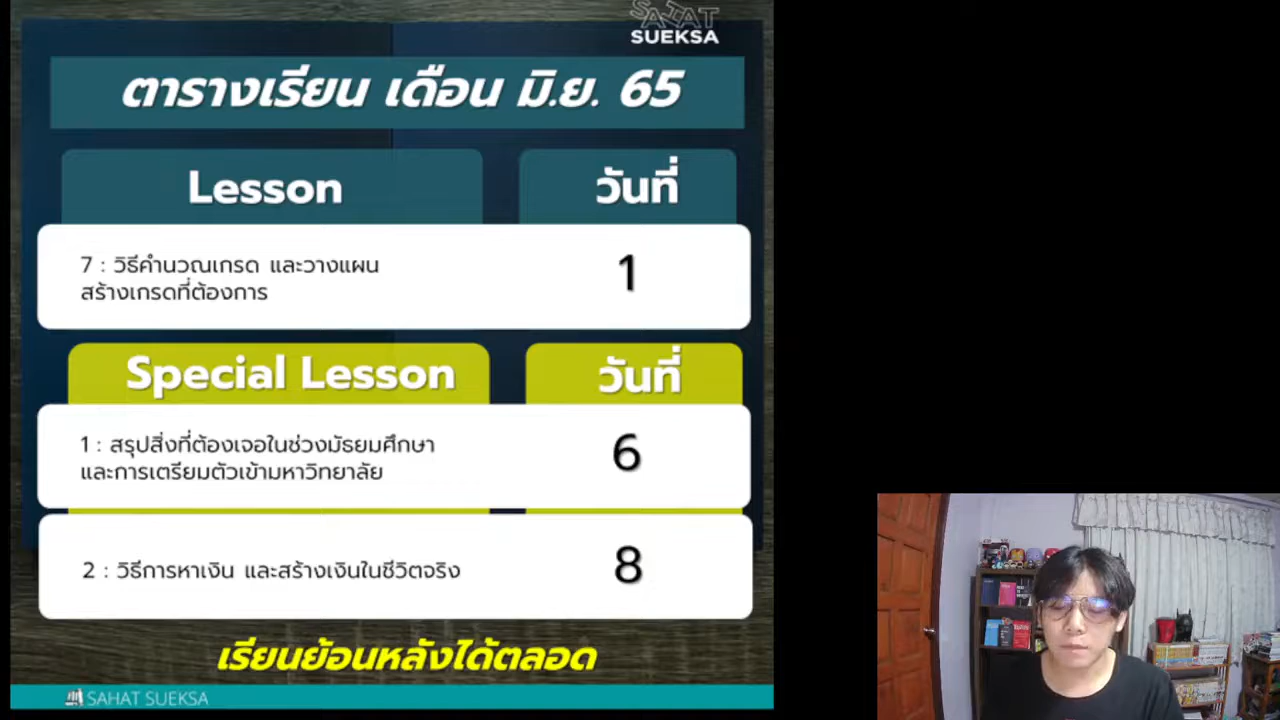 SAHAT
SUEKSA
ตารางเรียน เดือน มิ.ย. 65
Lesson
วันที่
7 : วิธีคำนวณเกรด และวางแผน
สร้างเกรดที่ต้องการ
1
Special Lesson
วันที่
1 : สรุปสิ่งที่ต้องเจอในช่วงมัธยมศึกษา
และการเตรียมตัวเข้ามหาวิทยาลัย
6
2 : วิธีการหาเงิน และสร้างเงินในชีวิตจริง
8
เรียนย้อนหลังได้ตลอด
SAHAT SUEKSA